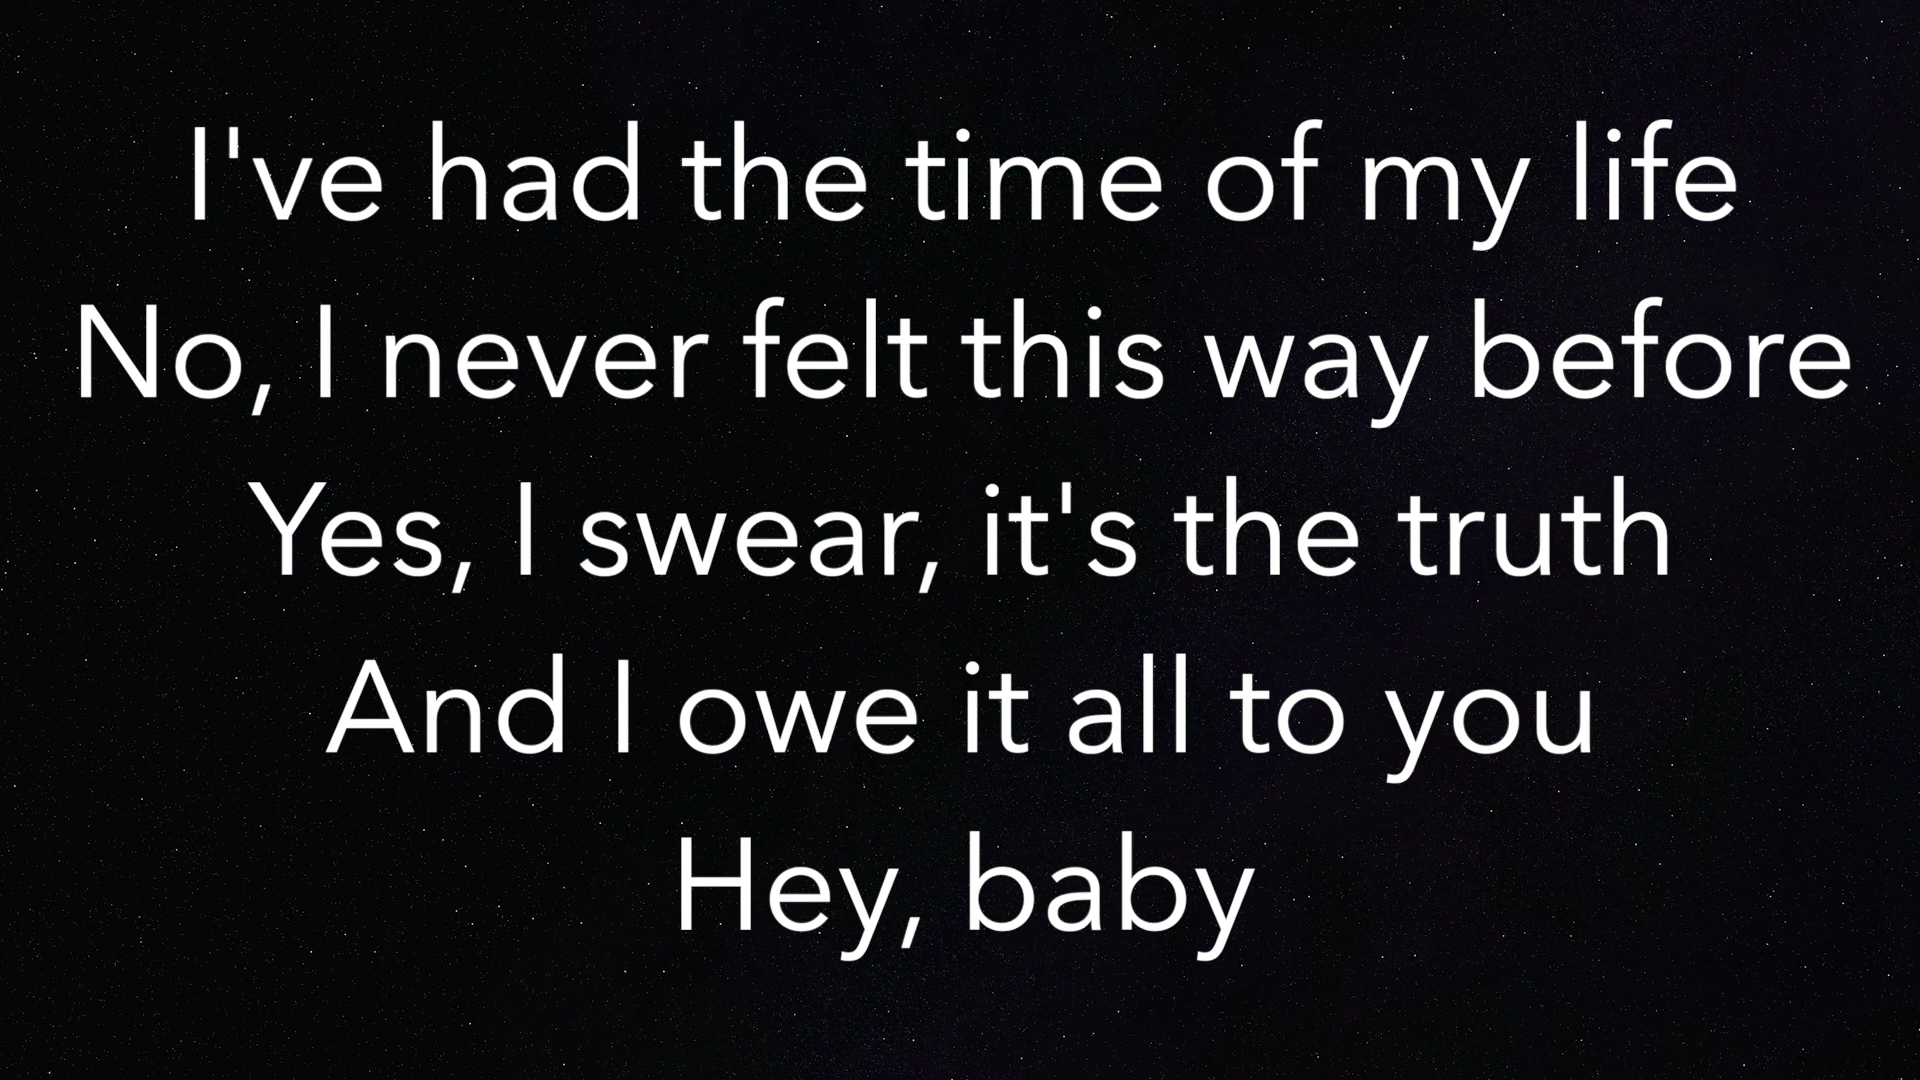 I've had the time of my life
No, I never felt this way before
Yes, I swear, it's the truth
And I owe it all to you
Hey, baby